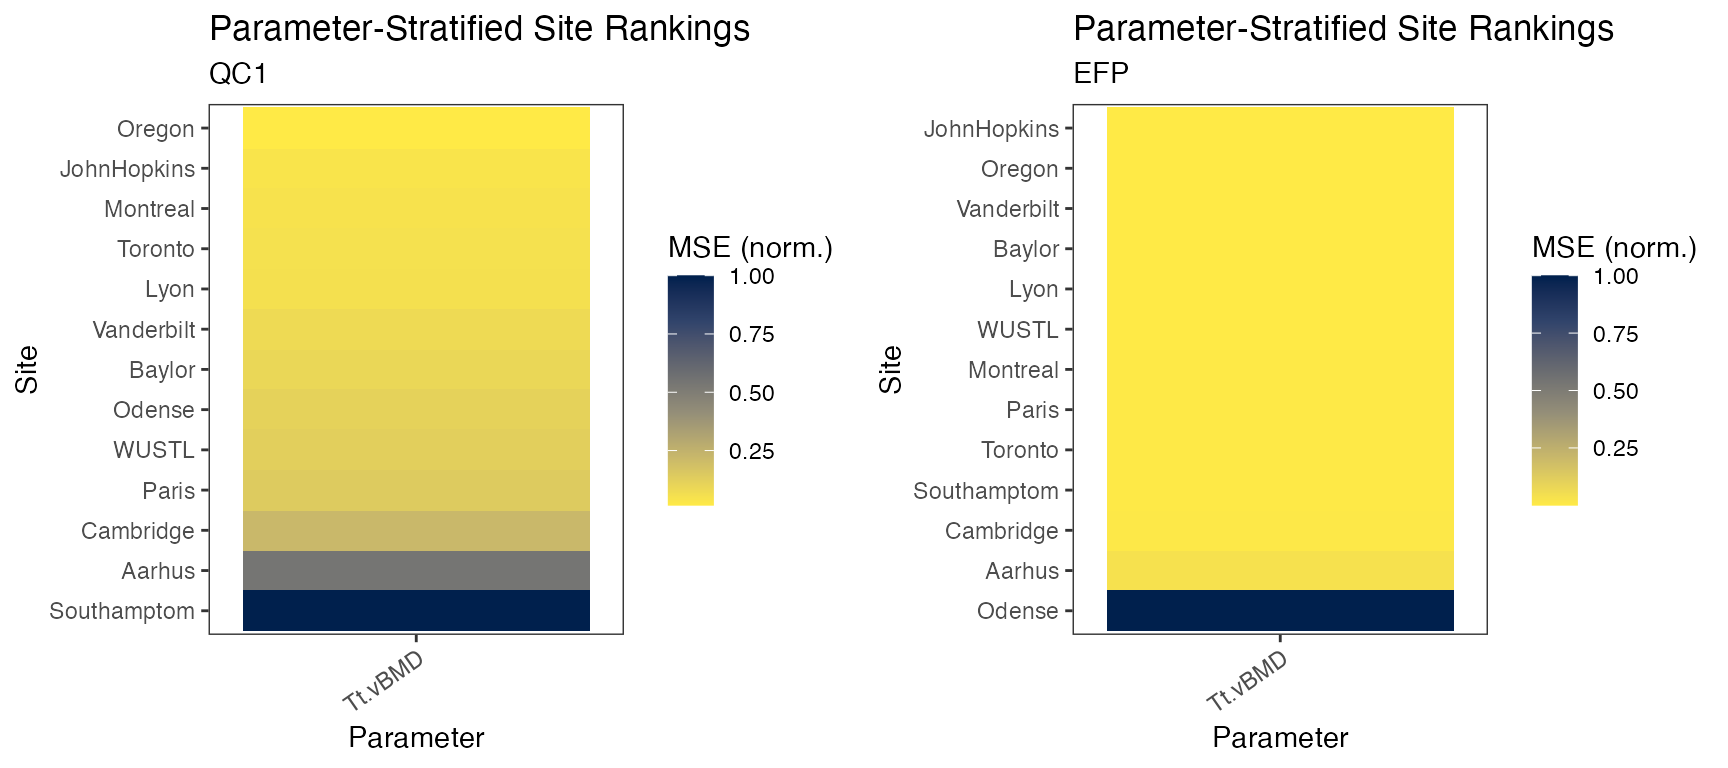 Parameter-Stratified Site Rankings
QC1
Site
Oregon
JohnHopkins
Montreal
Toronto
Lyon
Vanderbilt
Baylor
Odense
WUSTL
Paris
Cambridge
Aarhus
Southamptom
Tt.vBMD
Parameter
MSE (norm.)
1.00
0.75
0.50
0.25
Parameter-Stratified Site Rankings
EFP
Site
JohnHopkins
Oregon
Vanderbilt
Baylor
Lyon
WUSTL
Montreal
Paris
Toronto
Southamptom
Cambridge
Aarhus
Odense
Tt.vBMD
Parameter
MSE (norm.)
1.00
0.75
0.50
0.25